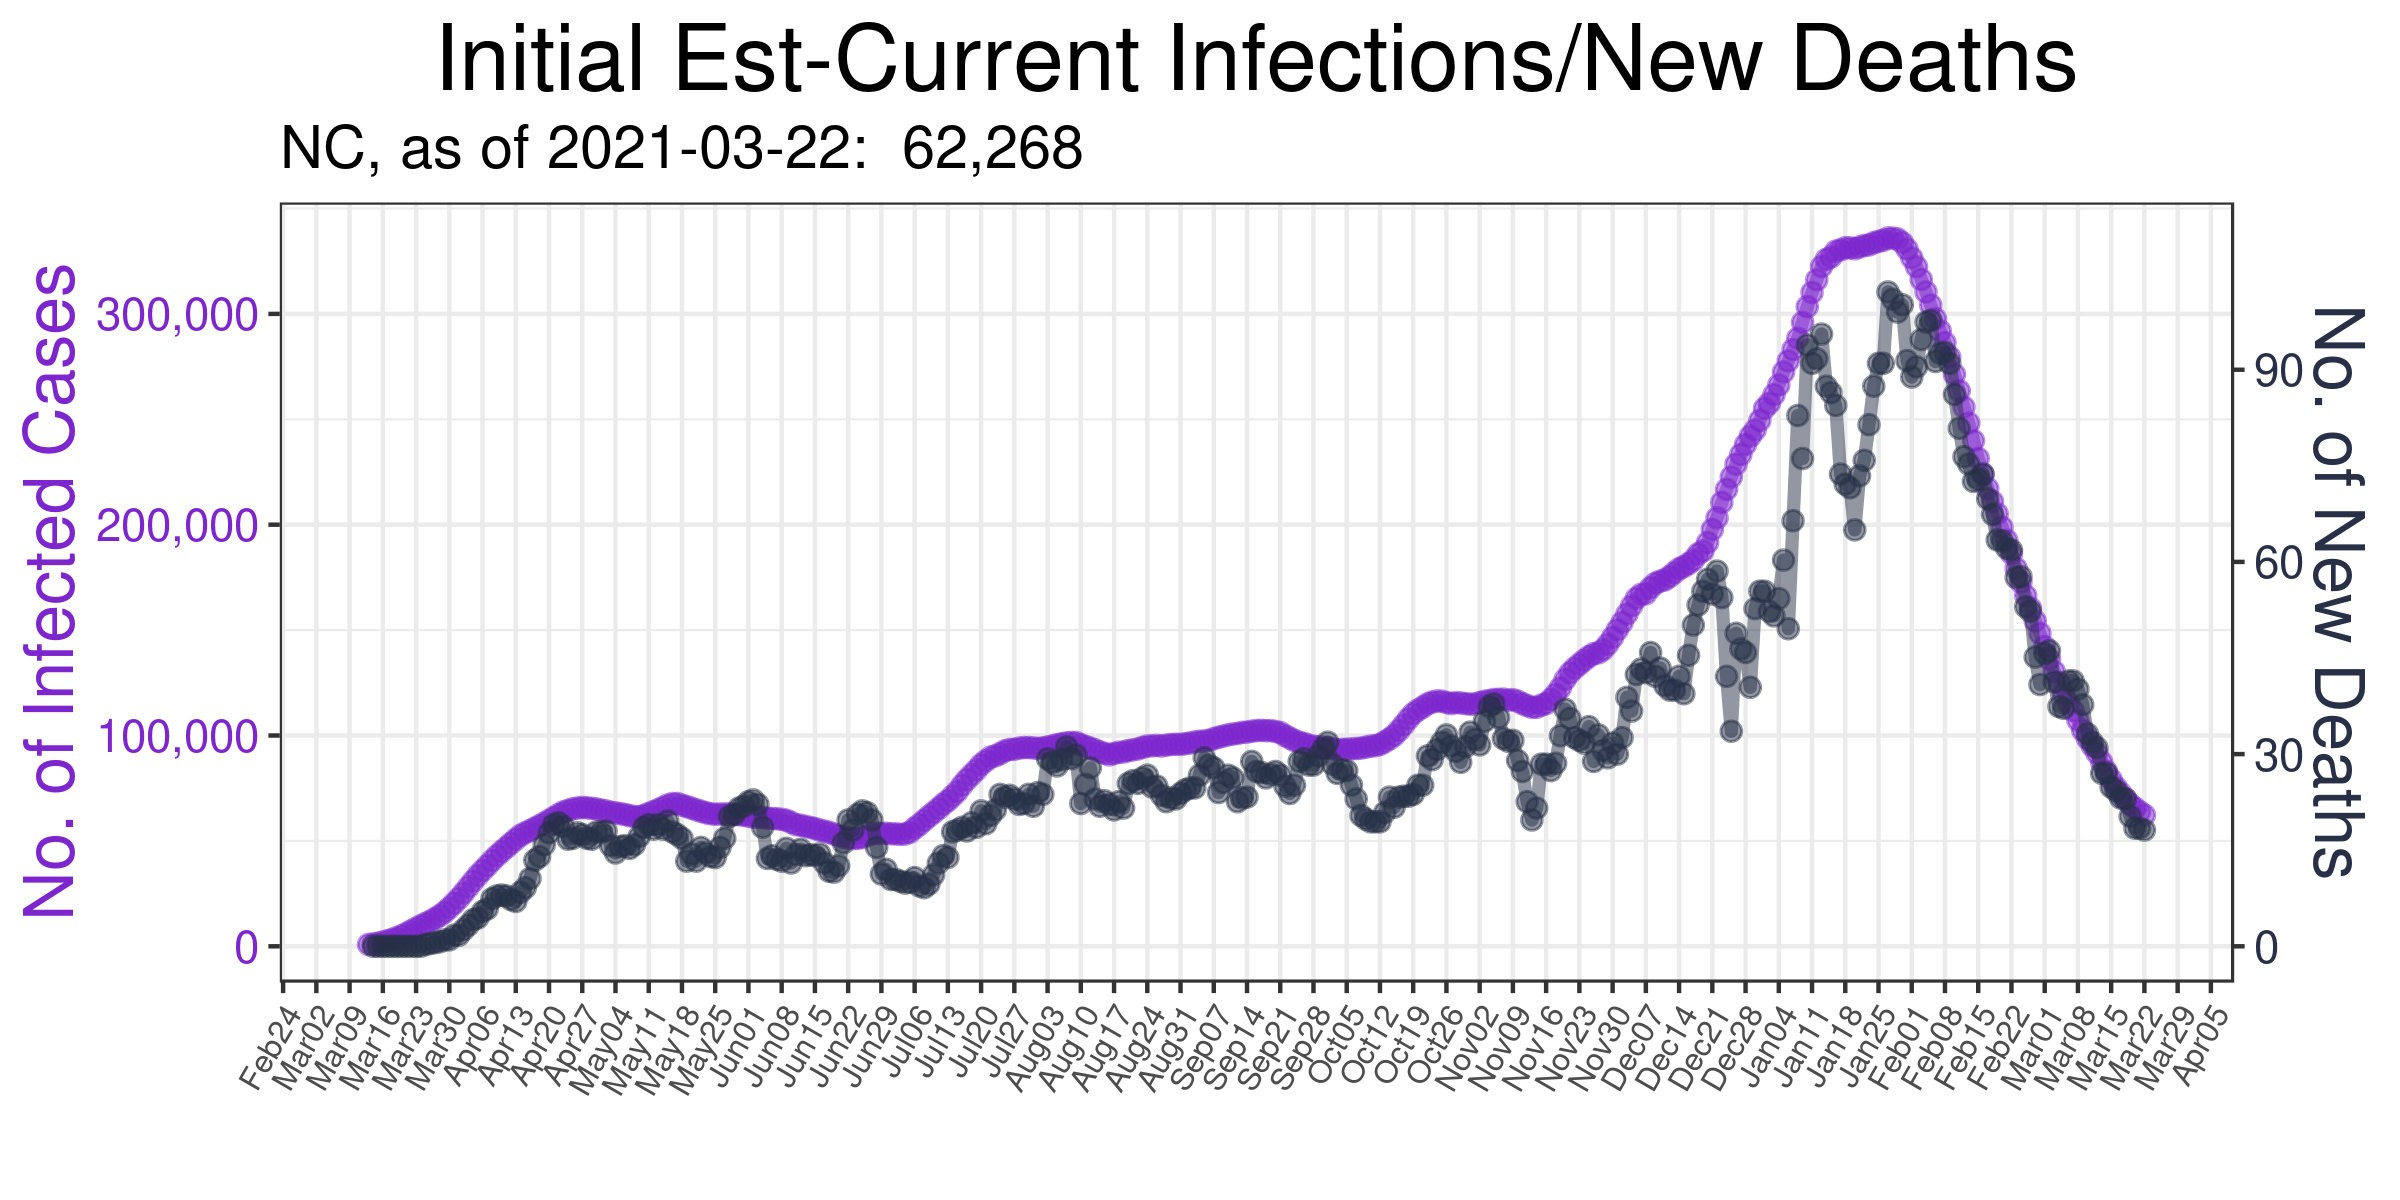 Initial Est-Current Infections/New Deaths
NC, as of 2021-03-22:  62,268
No. of Infected Cases
300,000
200,000
100,000
0
No. of New Deaths
90
60
30
0
Feb24
Mar02
Mar09
Mar16
Mar23
Mar30
Apr06
Apr13
Apr20
Apr27
May04
May11
May18
May25
Jun01
Jun08
Jun15
Jun22
Jun29
Jul06
Jul13
Jul20
Jul27
Aug03
Aug10
Aug17
Aug24
Aug31
Sep07
Sep14
Sep21
Sep28
Oct05
Oct12
Oct19
Oct26
Nov02
Nov09
Nov16
Nov23
Nov30
Dec07
Dec14
Dec21
Dec28
Jan04
Jan11
Jan18
Jan25
Feb01
Feb08
Feb15
Feb22
Mar01
Mar08
Mar15
Mar22
Mar29
Apr05